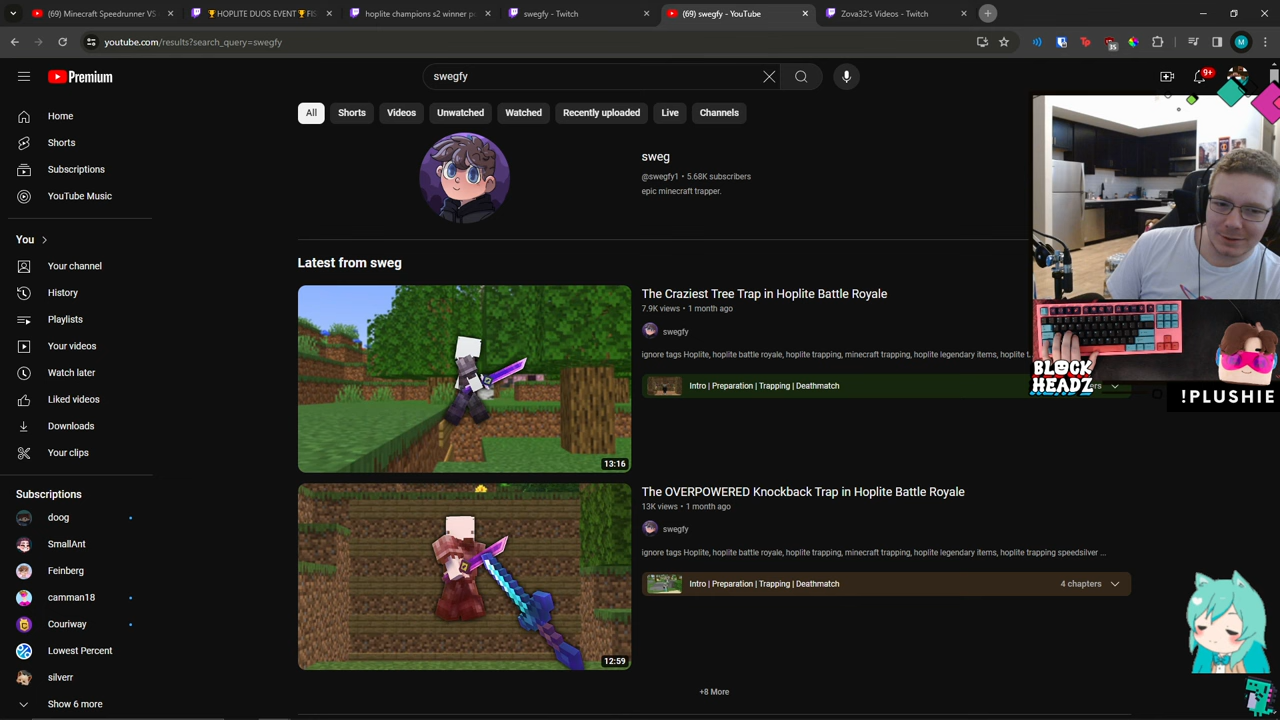 (69) Minecraft Speedrunner VS
🏆HOPLITE DUOS EVENT🏆
hoplite champions s2 winner p
swegfy - Twitch
(69) swegfy - YouTube
Zova32's Videos - Twitch
youtube.com/results?search_query=swegfy
35
M
Premium
swegfy
9+
Home
Shorts
Subscriptions
YouTube Music
You
Your channel
History
Playlists
Your videos
Watch later
Liked videos
Downloads
Your clips
Subscriptions
doog
SmallAnt
Feinberg
camman18
Couriway
Lowest Percent
silverr
Show 6 more
All
Shorts
Videos
Unwatched
Watched
Recently uploaded
Live
Channels
sweg
@swegfy1 • 5.68K subscribers
epic minecraft trapper.
Latest from sweg
13:16
The Craziest Tree Trap in Hoplite Battle Royale
7.9K views • 1 month ago
swegfy
ignore tags Hoplite, hoplite battle royale, hoplite trapping, minecraft trapping, hoplite legendary items, hoplite t
Intro | Preparation | Trapping | Deathmatch
12:59
The OVERPOWERED Knockback Trap in Hoplite Battle Royale
13K views • 1 month ago
swegfy
ignore tags Hoplite, hoplite battle royale, hoplite trapping, minecraft trapping, hoplite legendary items, hoplite trapping speedsilver ...
Intro | Preparation | Trapping | Deathmatch
4 chapters
+8 More
BLOCK
HEADZ
!PLUSHIE